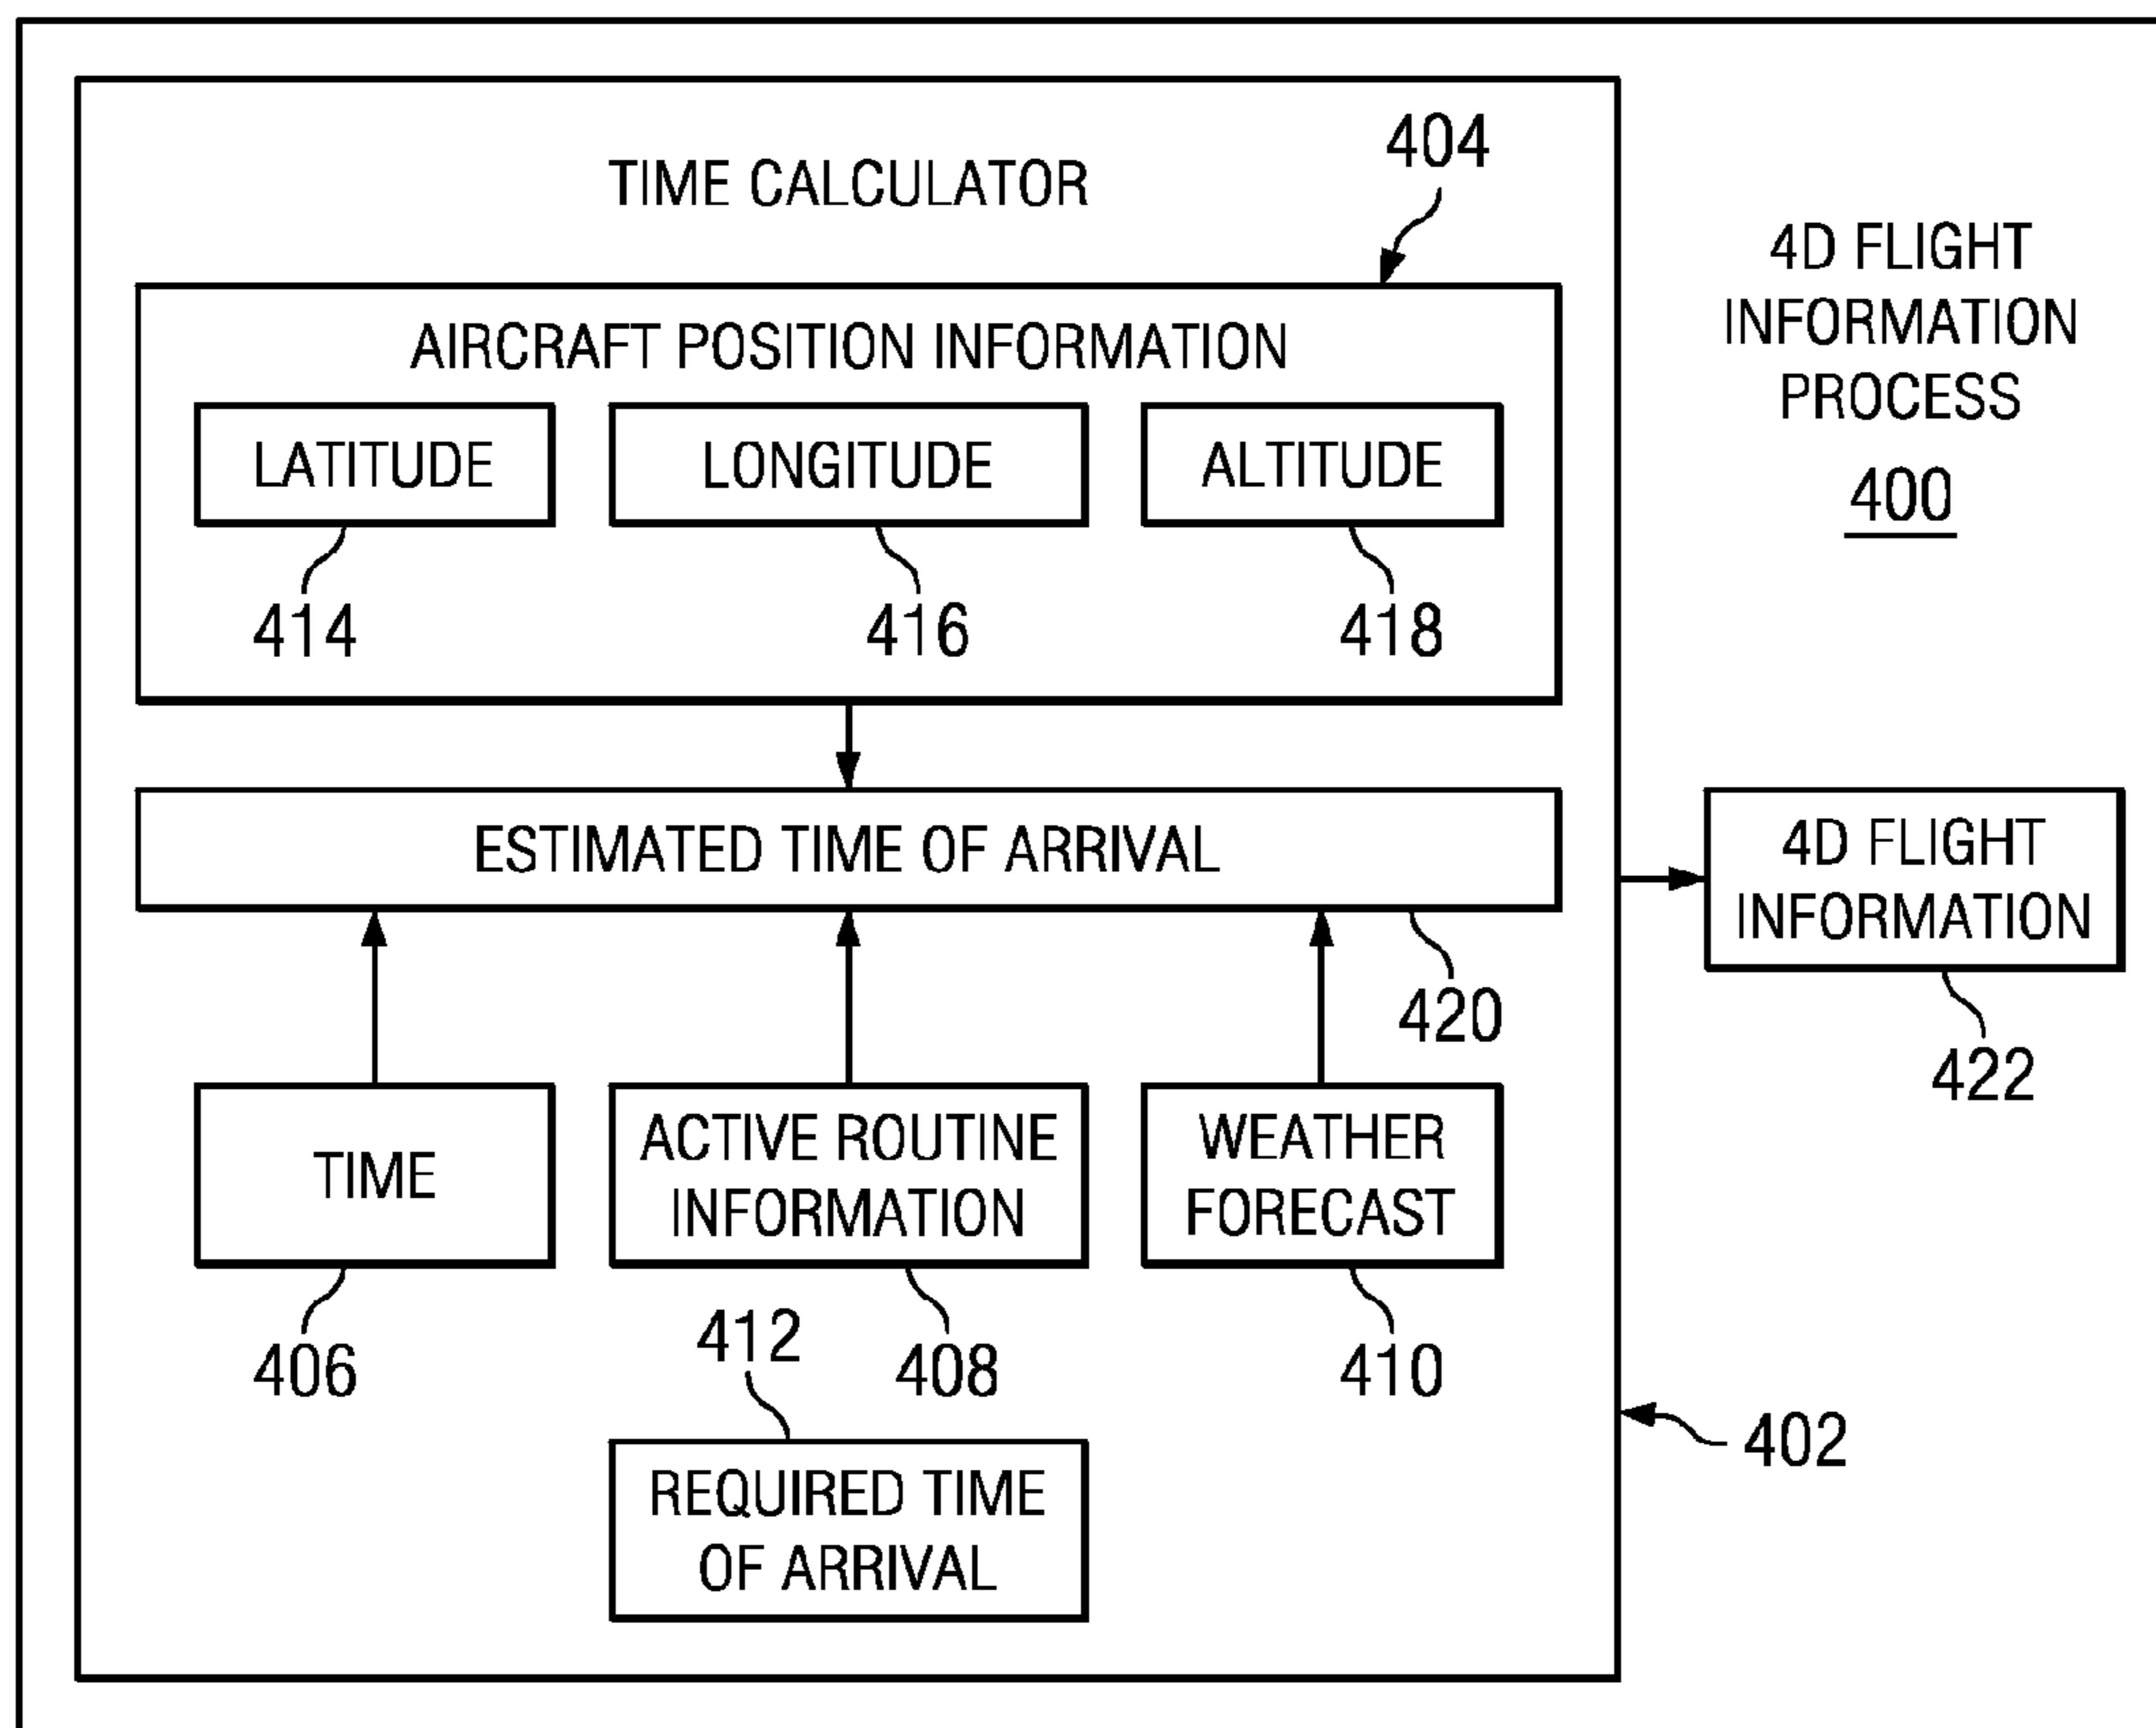 TIME CALCULATOR
404
AIRCRAFT POSITION INFORMATION
LATITUDE
LONGITUDE
ALTITUDE
414
416
418
ESTIMATED TIME OF ARRIVAL
420
TIME
ACTIVE ROUTINE
INFORMATION
WEATHER
FORECAST
406
412
408
410
REQUIRED TIME
OF ARRIVAL
402
4D FLIGHT
INFORMATION
PROCESS
400
4D FLIGHT
INFORMATION
422